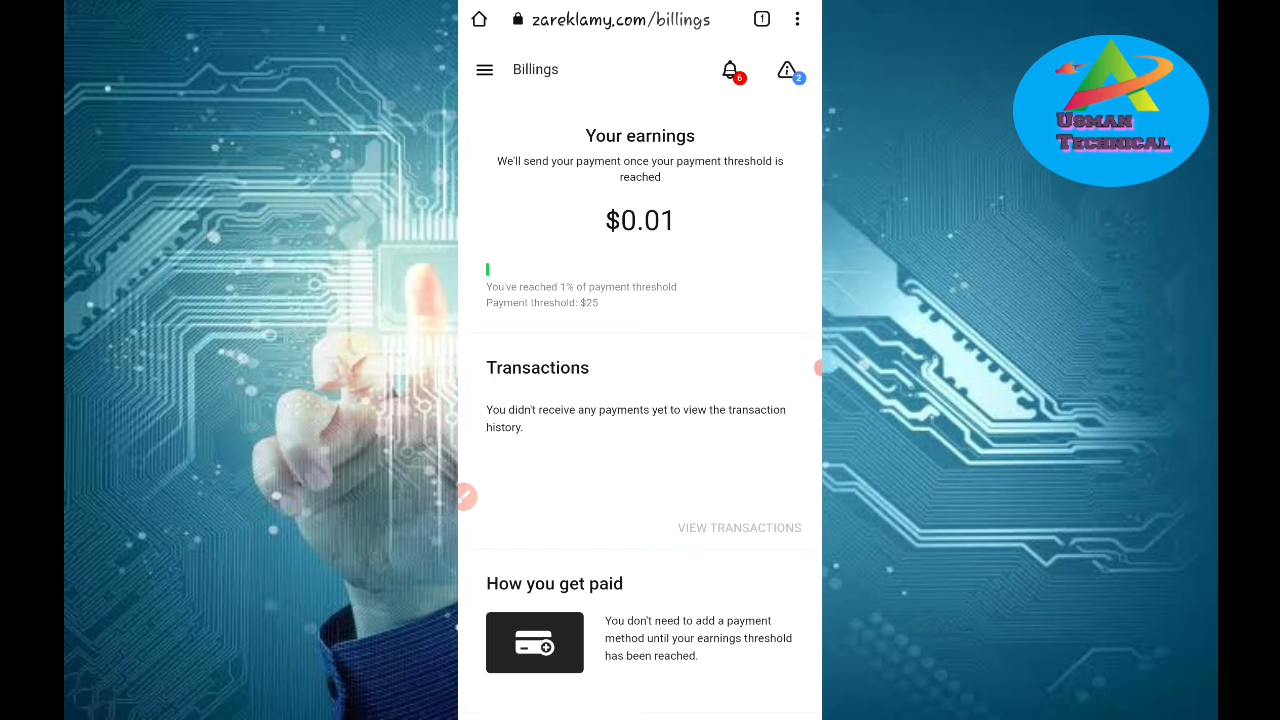 zareklamy.com/billings
1
Billings
6
2
Your earnings
We'll send your payment once your payment threshold is
reached
$0.01
You've reached 1% of payment threshold
Payment threshold: $25
Transactions
You didn't receive any payments yet to view the transaction
history.
VIEW TRANSACTIONS
How you get paid
You don't need to add a payment
method until your earnings threshold
has been reached.
Usman
Technical